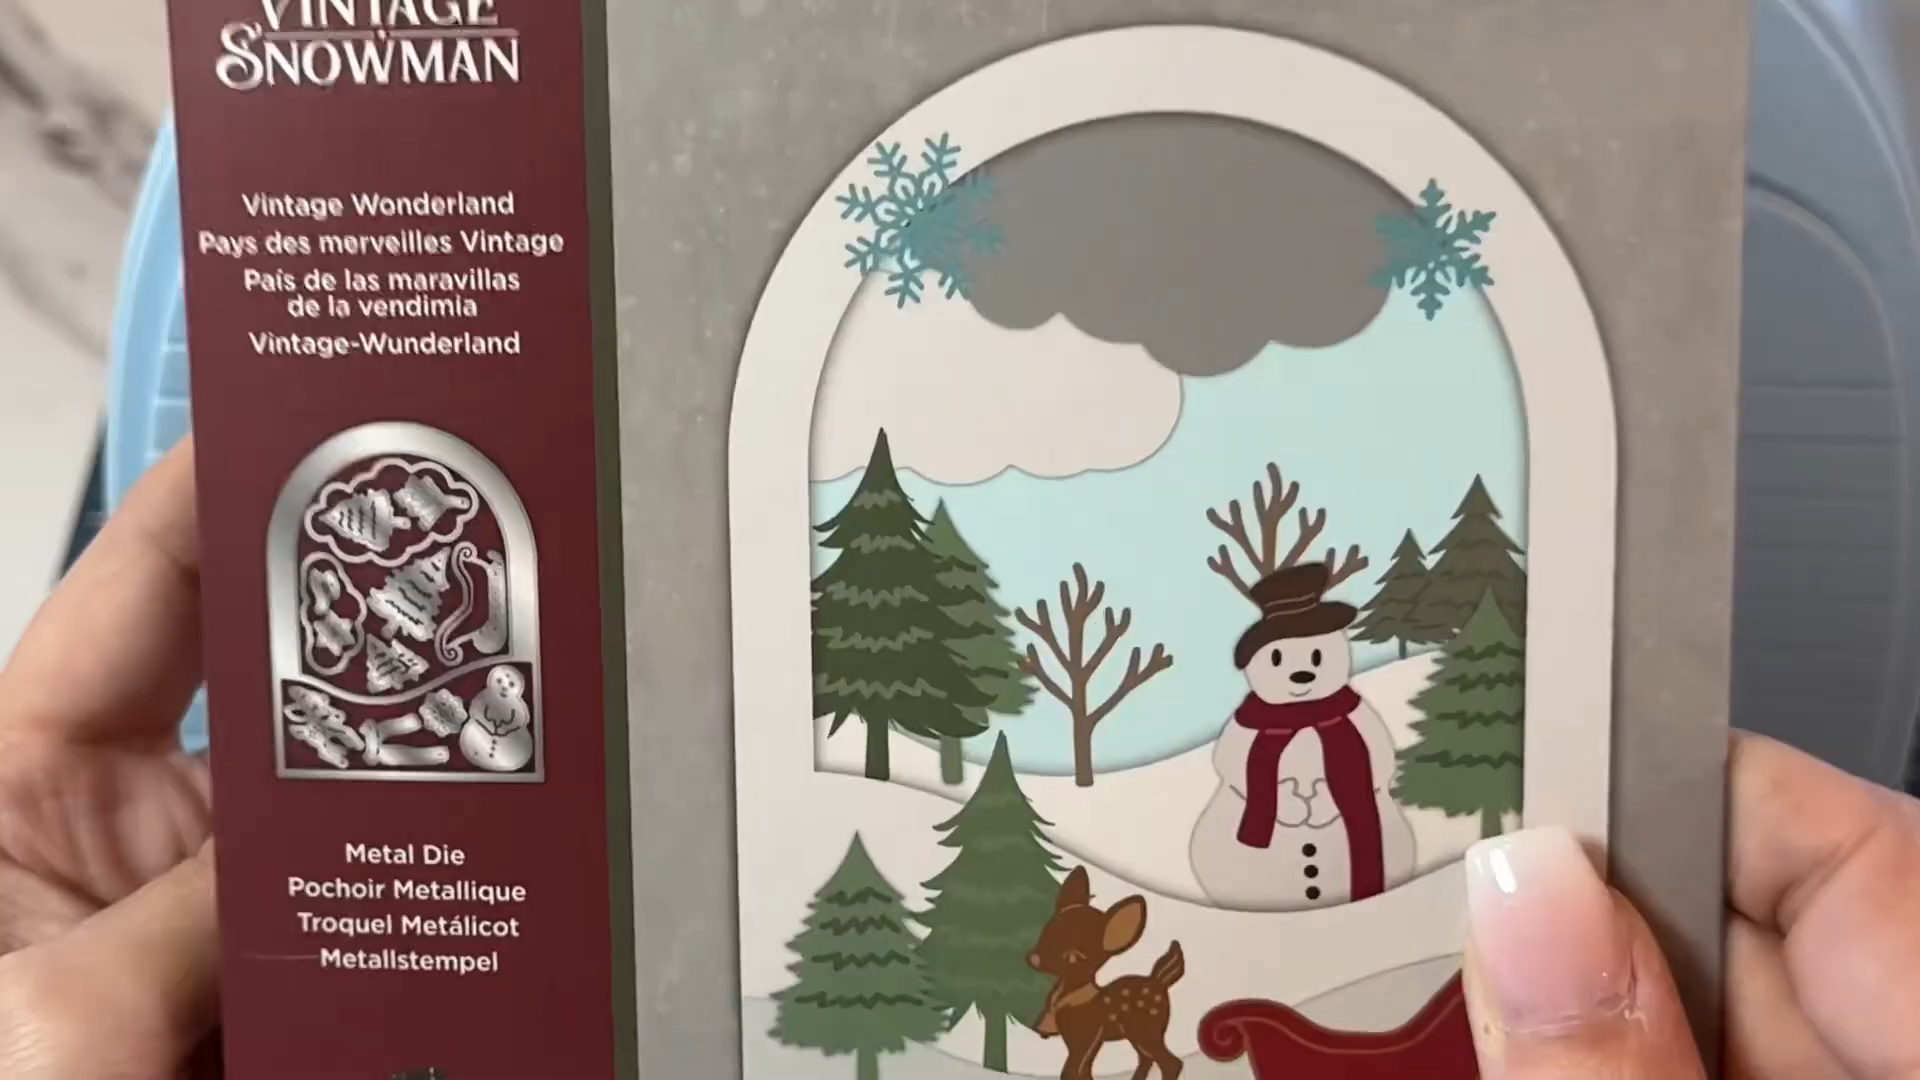 VINTAGE
SNOWMAN
Vintage Wonderland
Pays des merveilles Vintage
País de las maravillas
de la vendimia
Vintage-Wunderland
Metal Die
Pochoir Metallique
Troquel Metálicot
Metallstempel